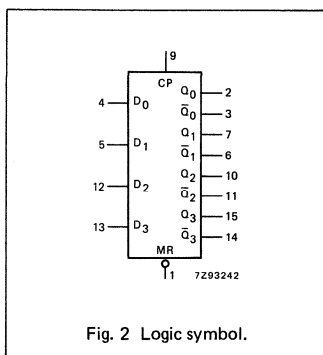 9
CP
4 D0 Q0 2
Q̅0 3
5 D1 Q1 7
Q̅1 6
12 D2 Q2 10
Q̅2 11
13 D3 Q3 15
Q̅3 14
MR
1 7Z93242
Fig. 2 Logic symbol.